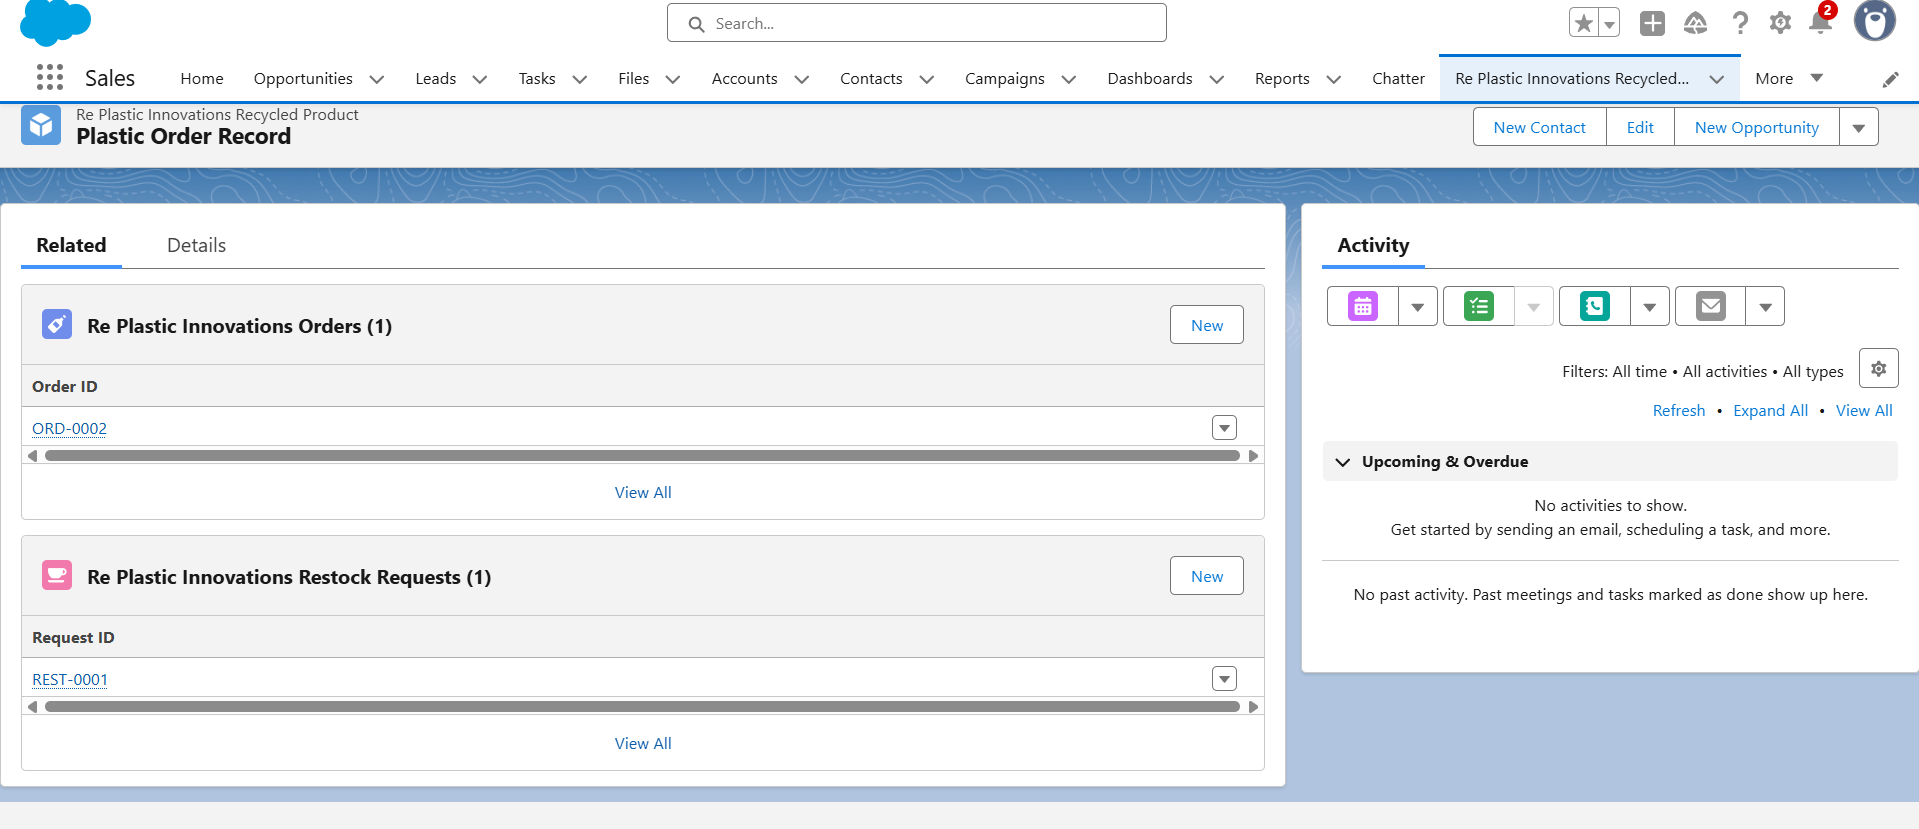 Search...
2
Sales
Home
Opportunities
Leads
Tasks
Files
Accounts
Contacts
Campaigns
Dashboards
Reports
Chatter
Re Plastic Innovations Recycled...
More
Re Plastic Innovations Recycled Product
Plastic Order Record
New Contact
Edit
New Opportunity
Related
Details
Re Plastic Innovations Orders (1)
New
Order ID
ORD-0002
View All
Re Plastic Innovations Restock Requests (1)
New
Request ID
REST-0001
View All
Activity
Filters: All time • All activities • All types
Refresh • Expand All • View All
Upcoming & Overdue
No activities to show.
Get started by sending an email, scheduling a task, and more.
No past activity. Past meetings and tasks marked as done show up here.